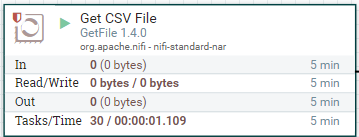 Get CSV File
GetFile 1.4.0
org.apache.nifi - nifi-standard-nar
In 0 (0 bytes) 5 min
Read/Write 0 bytes / 0 bytes 5 min
Out 0 (0 bytes) 5 min
Tasks/Time 30 / 00:00:01.109 5 min